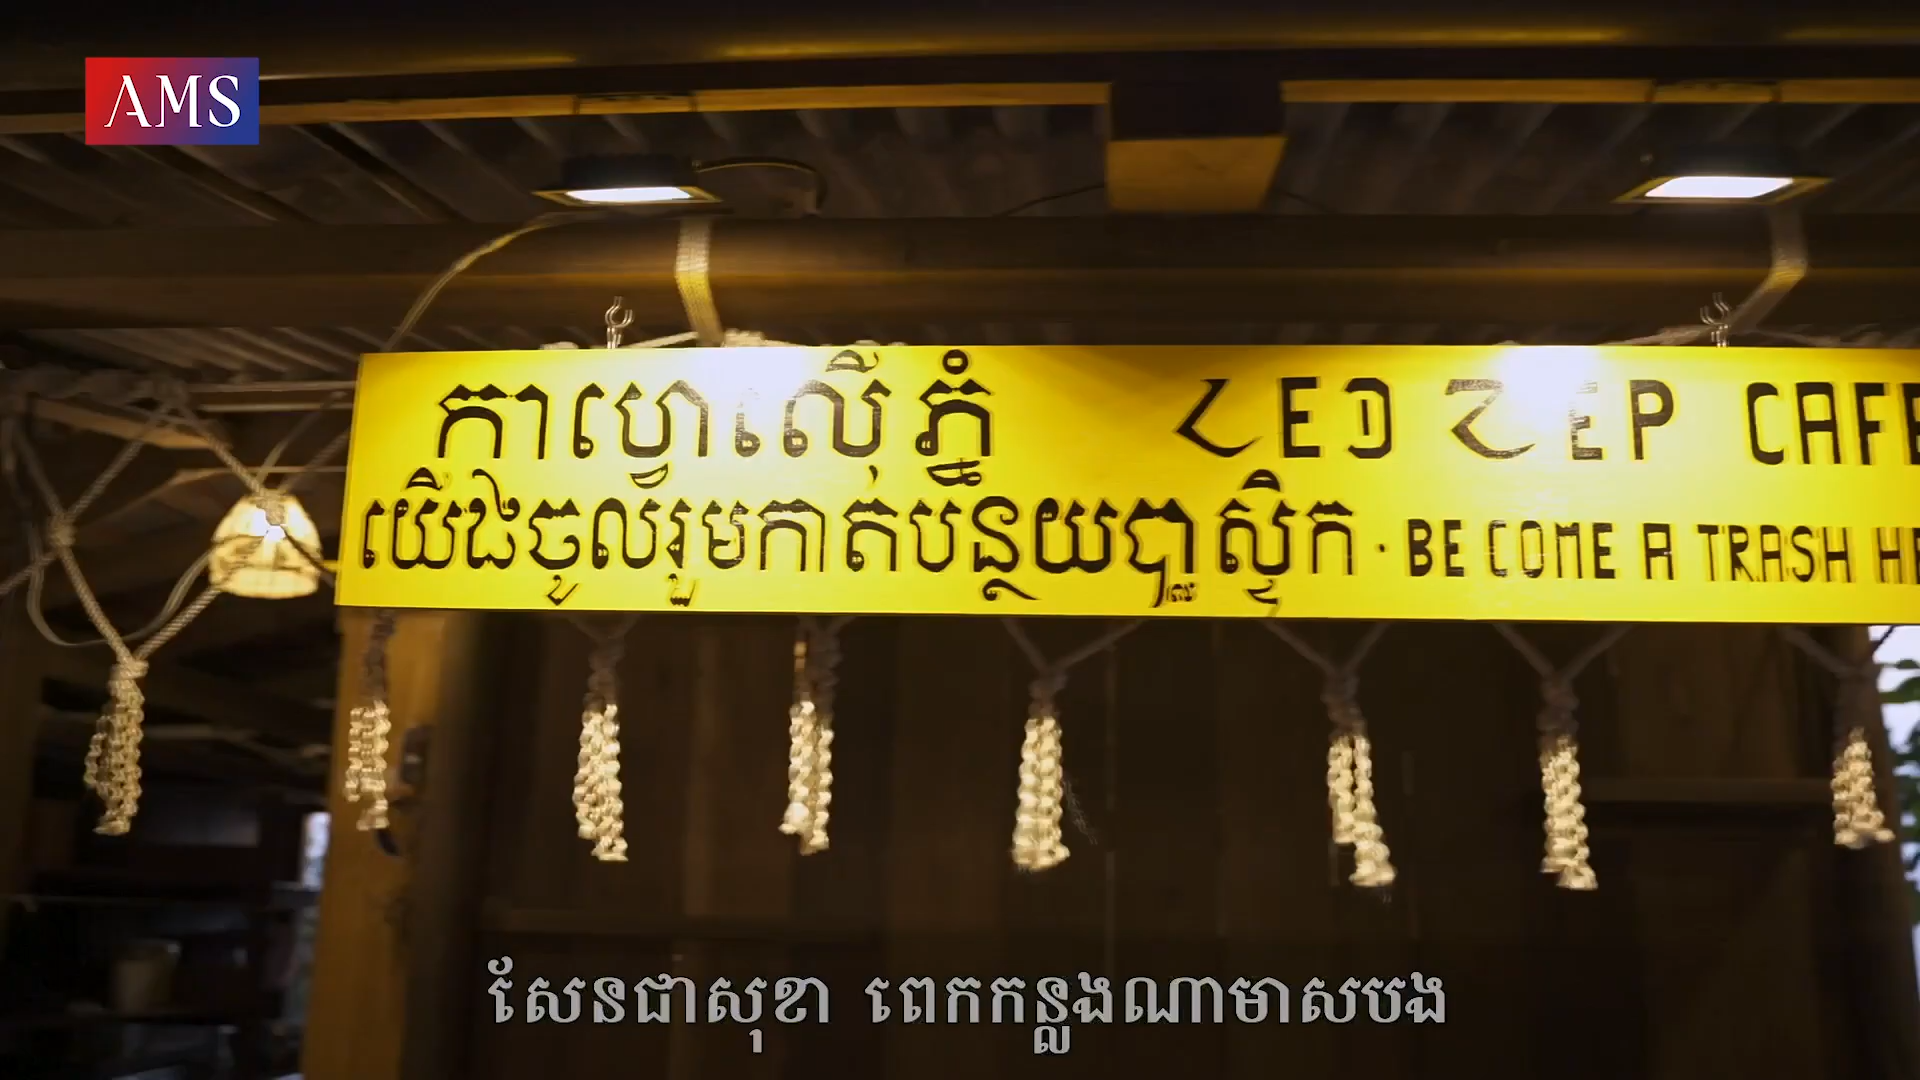 AMS
កាហ្វេលើភ្នំ ZED ZEP CAFE
យើងចូលរួមកាត់បន្ថយប្លាស្ទិក · BE COME A TRASH HE
សែនជាសុខា ពេកកន្លងណាមាសបង